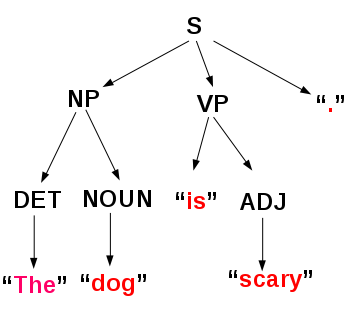 S
NP VP “.”
DET NOUN “is” ADJ
“The” “dog” “scary”